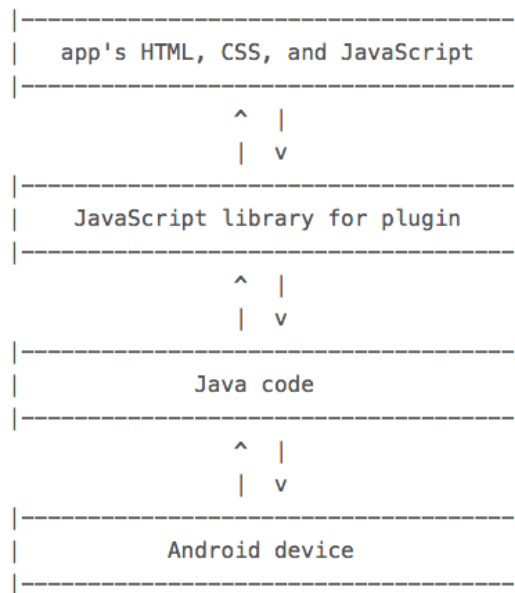 |-------------------------------------
| app's HTML, CSS, and JavaScript
|-------------------------------------
^ |
| v
|-------------------------------------
| JavaScript library for plugin
|-------------------------------------
^ |
| v
|-------------------------------------
| Java code
|-------------------------------------
^ |
| v
|-------------------------------------
| Android device
|-------------------------------------